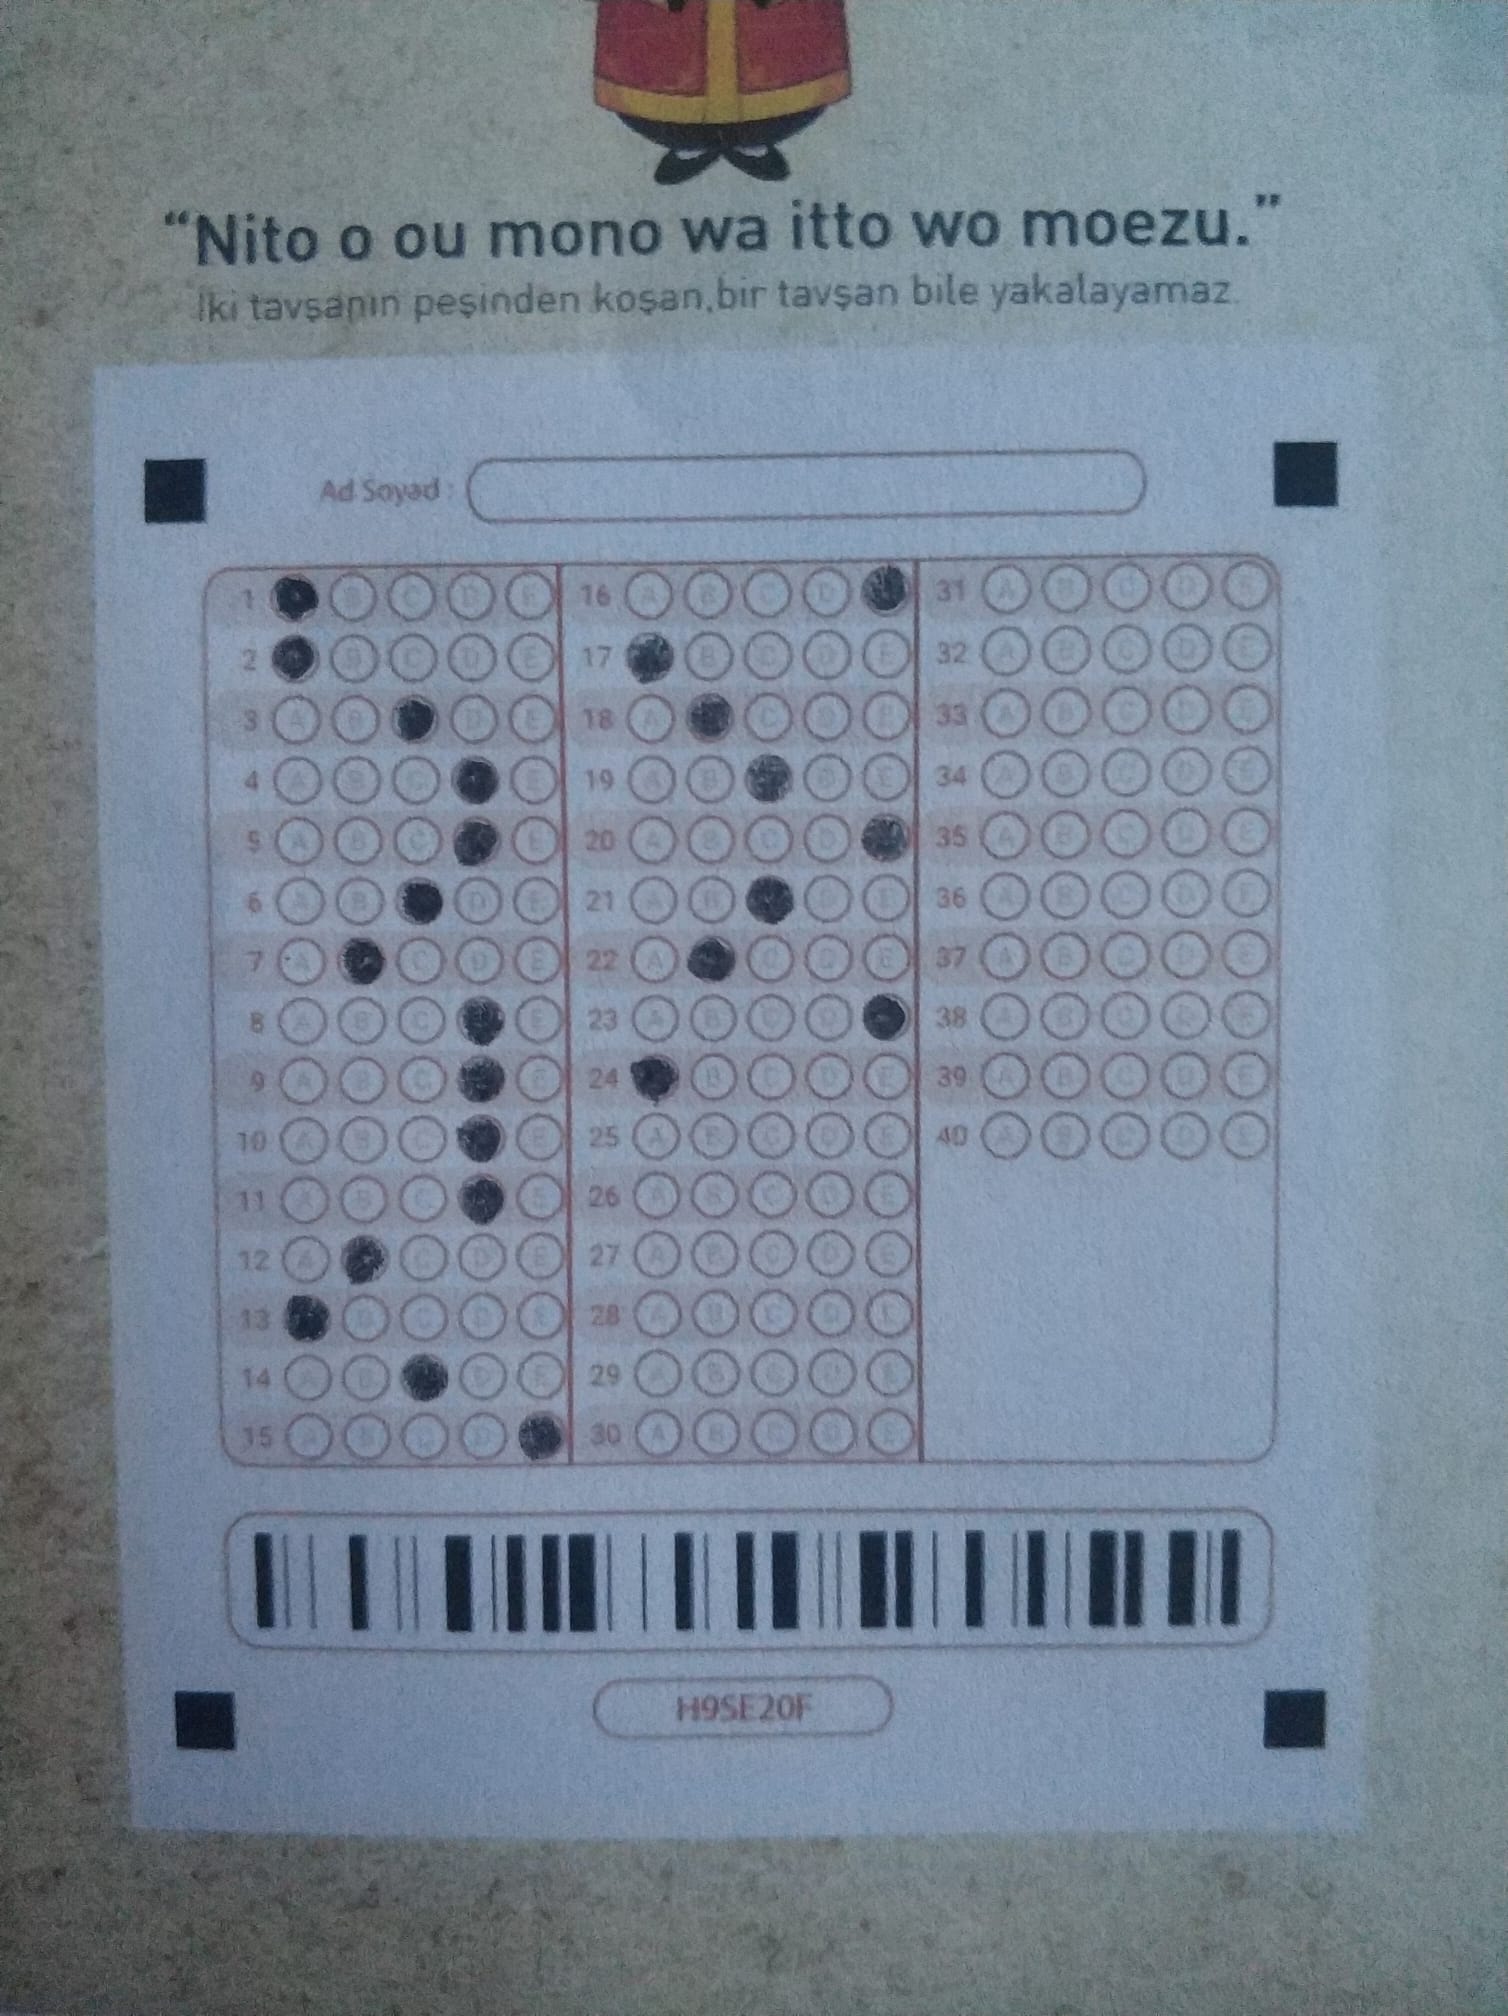 “Nito o ou mono wa itto wo moezu.”
İki tavşanın peşinden koşan,bir tavşan bile yakalayamaz.
Ad Soyad :
1 B C D E 16 A B C D 31 A B C D E
2 B C D E 17 B C D E 32 A B C D E
3 A B D E 18 A C D E 33 A B C D E
4 A B C E 19 A B D E 34 A B C D E
5 A B C E 20 A B C D 35 A B C D E
6 A B D E 21 A B D E 36 A B C D E
7 A C D E 22 A C D E 37 A B C D E
8 A B C E 23 A B C D 38 A B C D E
9 A B C E 24 B C D E 39 A B C D E
10 A B C E 25 A B C D E 40 A B C D E
11 A B C E 26 A B C D E
12 A C D E 27 A B C D E
13 B C D E 28 A B C D E
14 A B D E 29 A B C D E
15 A B C D 30 A B C D E
H9SE20F